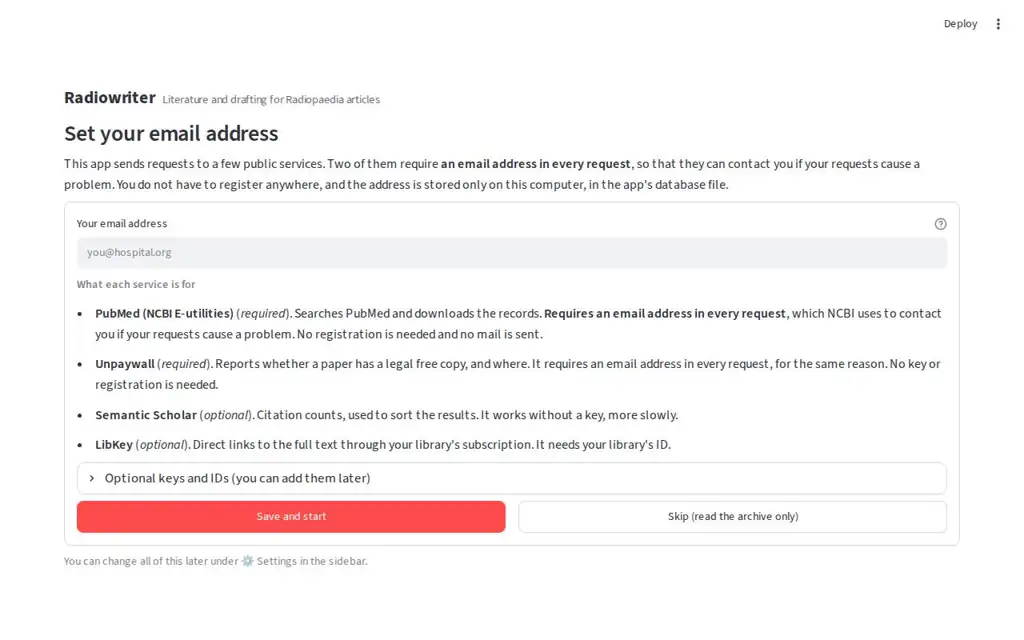 Deploy
Radiowriter Literature and drafting for Radiopaedia articles
Set your email address
This app sends requests to a few public services. Two of them require an email address in every request, so that they can contact you if your requests cause a
problem. You do not have to register anywhere, and the address is stored only on this computer, in the app's database file.
Your email address
you@hospital.org
What each service is for
• PubMed (NCBI E-utilities) (required). Searches PubMed and downloads the records. Requires an email address in every request, which NCBI uses to contact
you if your requests cause a problem. No registration is needed and no mail is sent.
• Unpaywall (required). Reports whether a paper has a legal free copy, and where. It requires an email address in every request, for the same reason. No key or
registration is needed.
• Semantic Scholar (optional). Citation counts, used to sort the results. It works without a key, more slowly.
• LibKey (optional). Direct links to the full text through your library's subscription. It needs your library's ID.
Optional keys and IDs (you can add them later)
Save and start
Skip (read the archive only)
You can change all of this later under ⚙️ Settings in the sidebar.